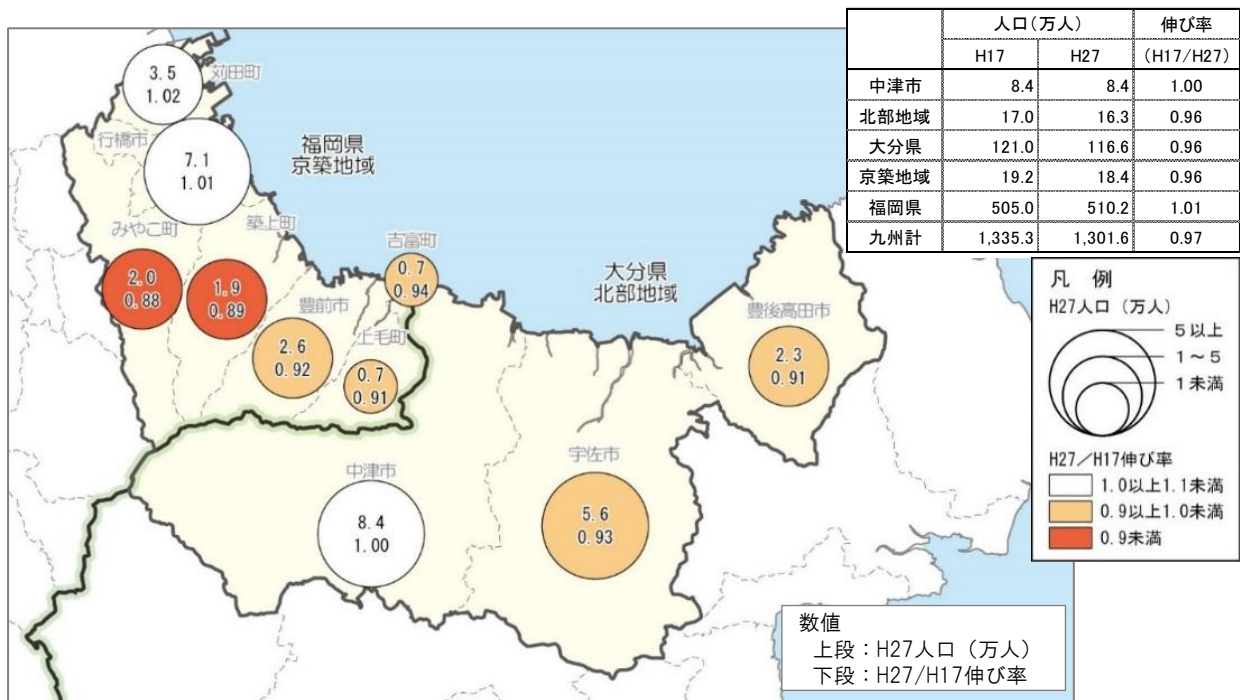 人口（万人） 伸び率
H17 H27 (H17/H27)
中津市 8.4 8.4 1.00
北部地域 17.0 16.3 0.96
大分県 121.0 116.6 0.96
京築地域 19.2 18.4 0.96
福岡県 505.0 510.2 1.01
九州計 1,335.3 1,301.6 0.97
3.5
1.02
苅田町
行橋市
7.1
1.01
福岡県
京築地域
みやこ町
築上町
吉富町
2.0
0.88
1.9
0.89
0.7
0.94
豊前市
2.6
0.92
上毛町
0.7
0.91
大分県
北部地域
豊後高田市
2.3
0.91
中津市
8.4
1.00
宇佐市
5.6
0.93
凡 例
H27人口（万人）
5以上
1～5
1未満
H27／H17伸び率
1.0以上1.1未満
0.9以上1.0未満
0.9未満
数値
上段：H27人口（万人）
下段：H27/H17伸び率